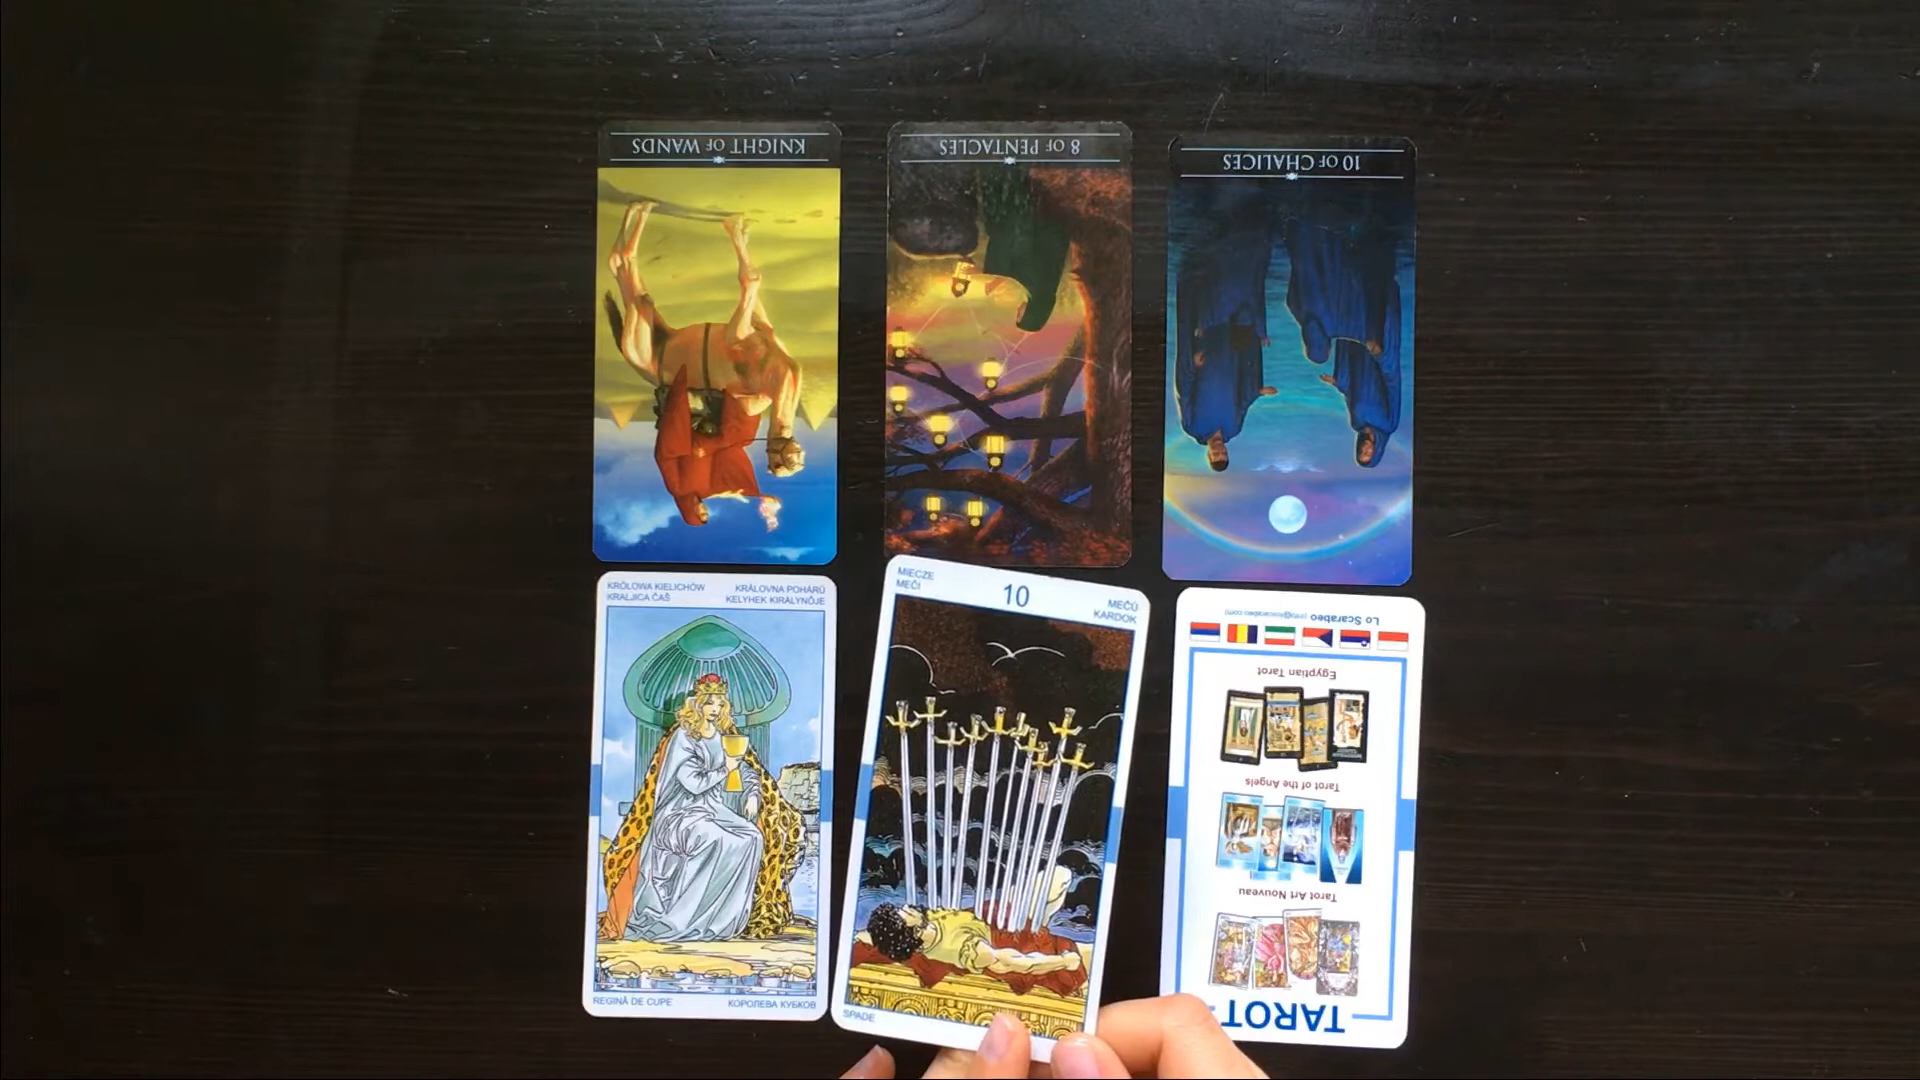 KNIGHT OF WANDS
8 OF PENTACLES
10 OF CHALICES
KRÓLOWA KIELICHÓW
KRALJICA ČAŠ
KRÁLOVNA POHÁRŮ
KELYHEK KIRÁLYNŐJE
REGINĂ DE CUPE
КОРОЛЕВА КУБКОВ
MIECZE
MEČI
10
MEČŮ
KARDOK
SPADE
TAROT
Tarot Art Nouveau
Tarot of the Angels
Egyptian Tarot
Lo Scarabeo